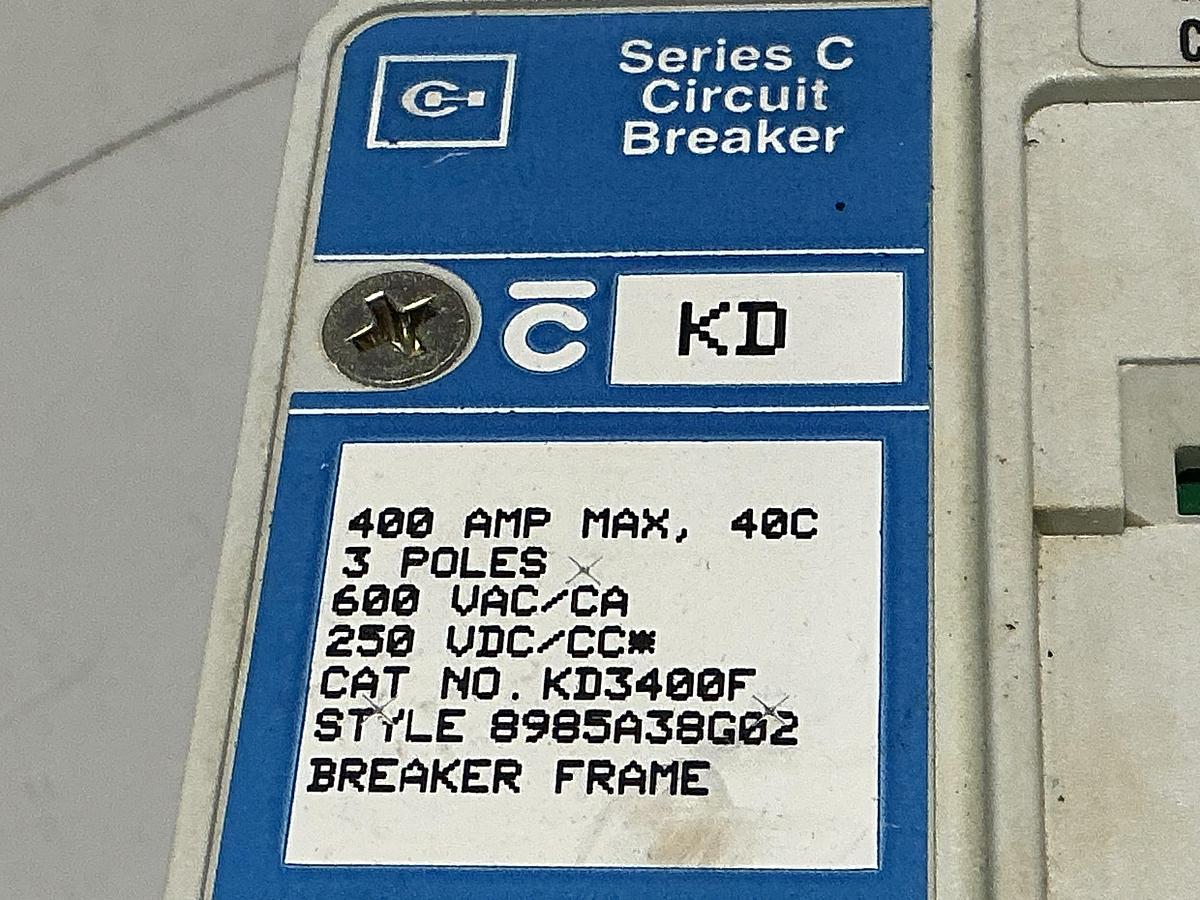 Series C
Circuit
Breaker
C
KD
400 AMP MAX, 40C
3 POLES
600 VAC/CA
250 VDC/CC*
CAT NO. KD3400F
STYLE 8985A38G02
BREAKER FRAME